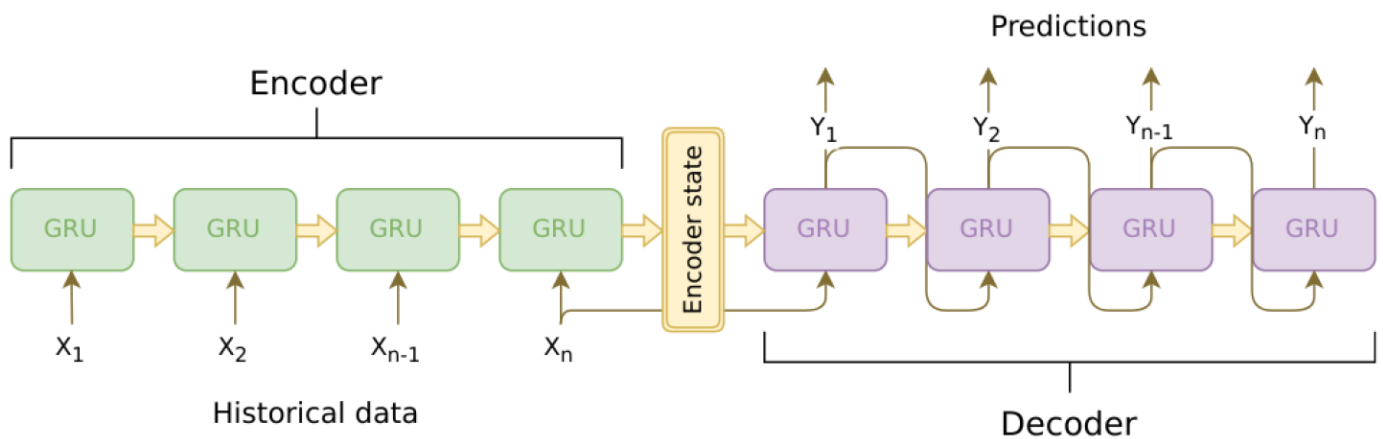 Predictions
Encoder
Y1 Y2 Yn-1 Yn
GRU GRU GRU GRU
Encoder state
GRU GRU GRU GRU
X1 X2 Xn-1 Xn
Historical data
Decoder